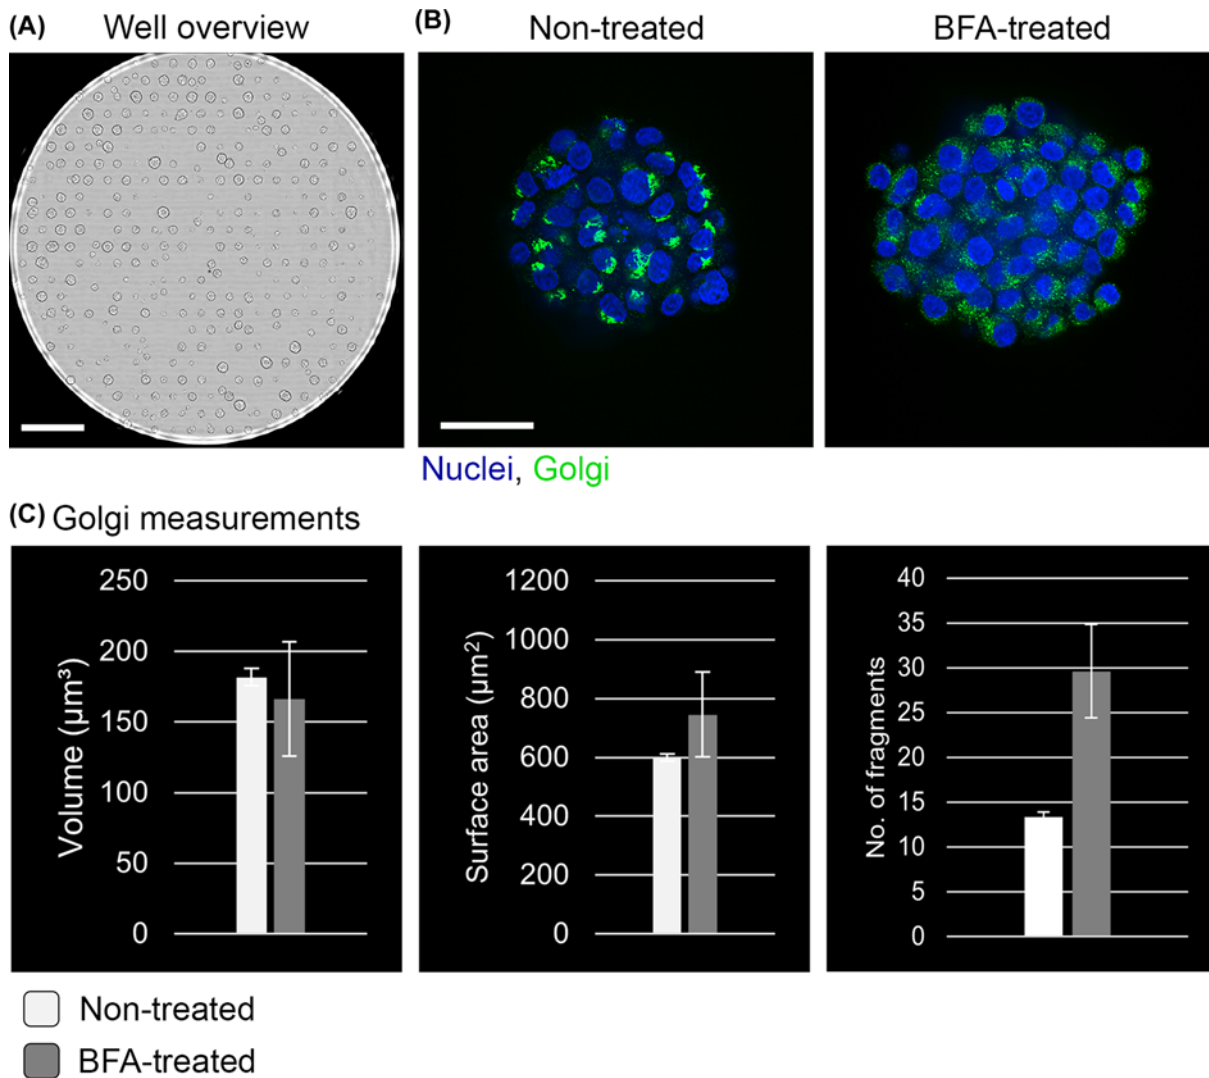 (A) Well overview
(B) Non-treated
BFA-treated
Nuclei, Golgi
(C) Golgi measurements
Volume (µm³)
250
200
150
100
50
0
Surface area (µm²)
1200
1000
800
600
400
200
0
No. of fragments
40
35
30
25
20
15
10
5
0
Non-treated
BFA-treated